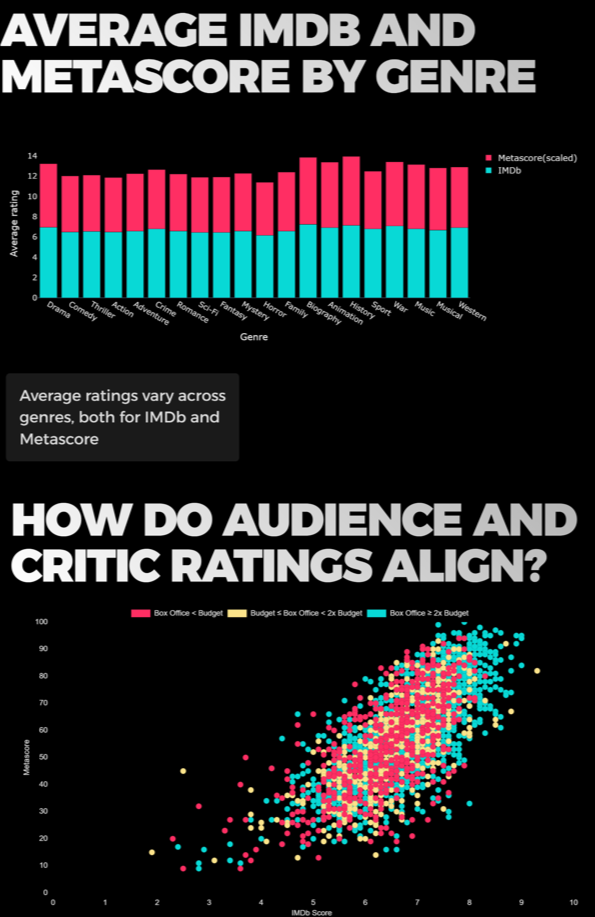 AVERAGE IMDB AND
METASCORE BY GENRE
14
12
10
8
6
4
2
0
Average rating
Metascore(scaled)
IMDb
Drama
Comedy
Thriller
Action
Adventure
Crime
Romance
Sci-Fi
Fantasy
Mystery
Horror
Family
Biography
Animation
History
Sport
War
Music
Musical
Western
Genre
Average ratings vary across
genres, both for IMDb and
Metascore
HOW DO AUDIENCE AND
CRITIC RATINGS ALIGN?
Box Office < Budget Budget ≤ Box Office < 2x Budget Box Office ≥ 2x Budget
100
90
80
70
60
50
40
30
20
10
0
Metascore
0 1 2 3 4 5 6 7 8 9 10
IMDb Score